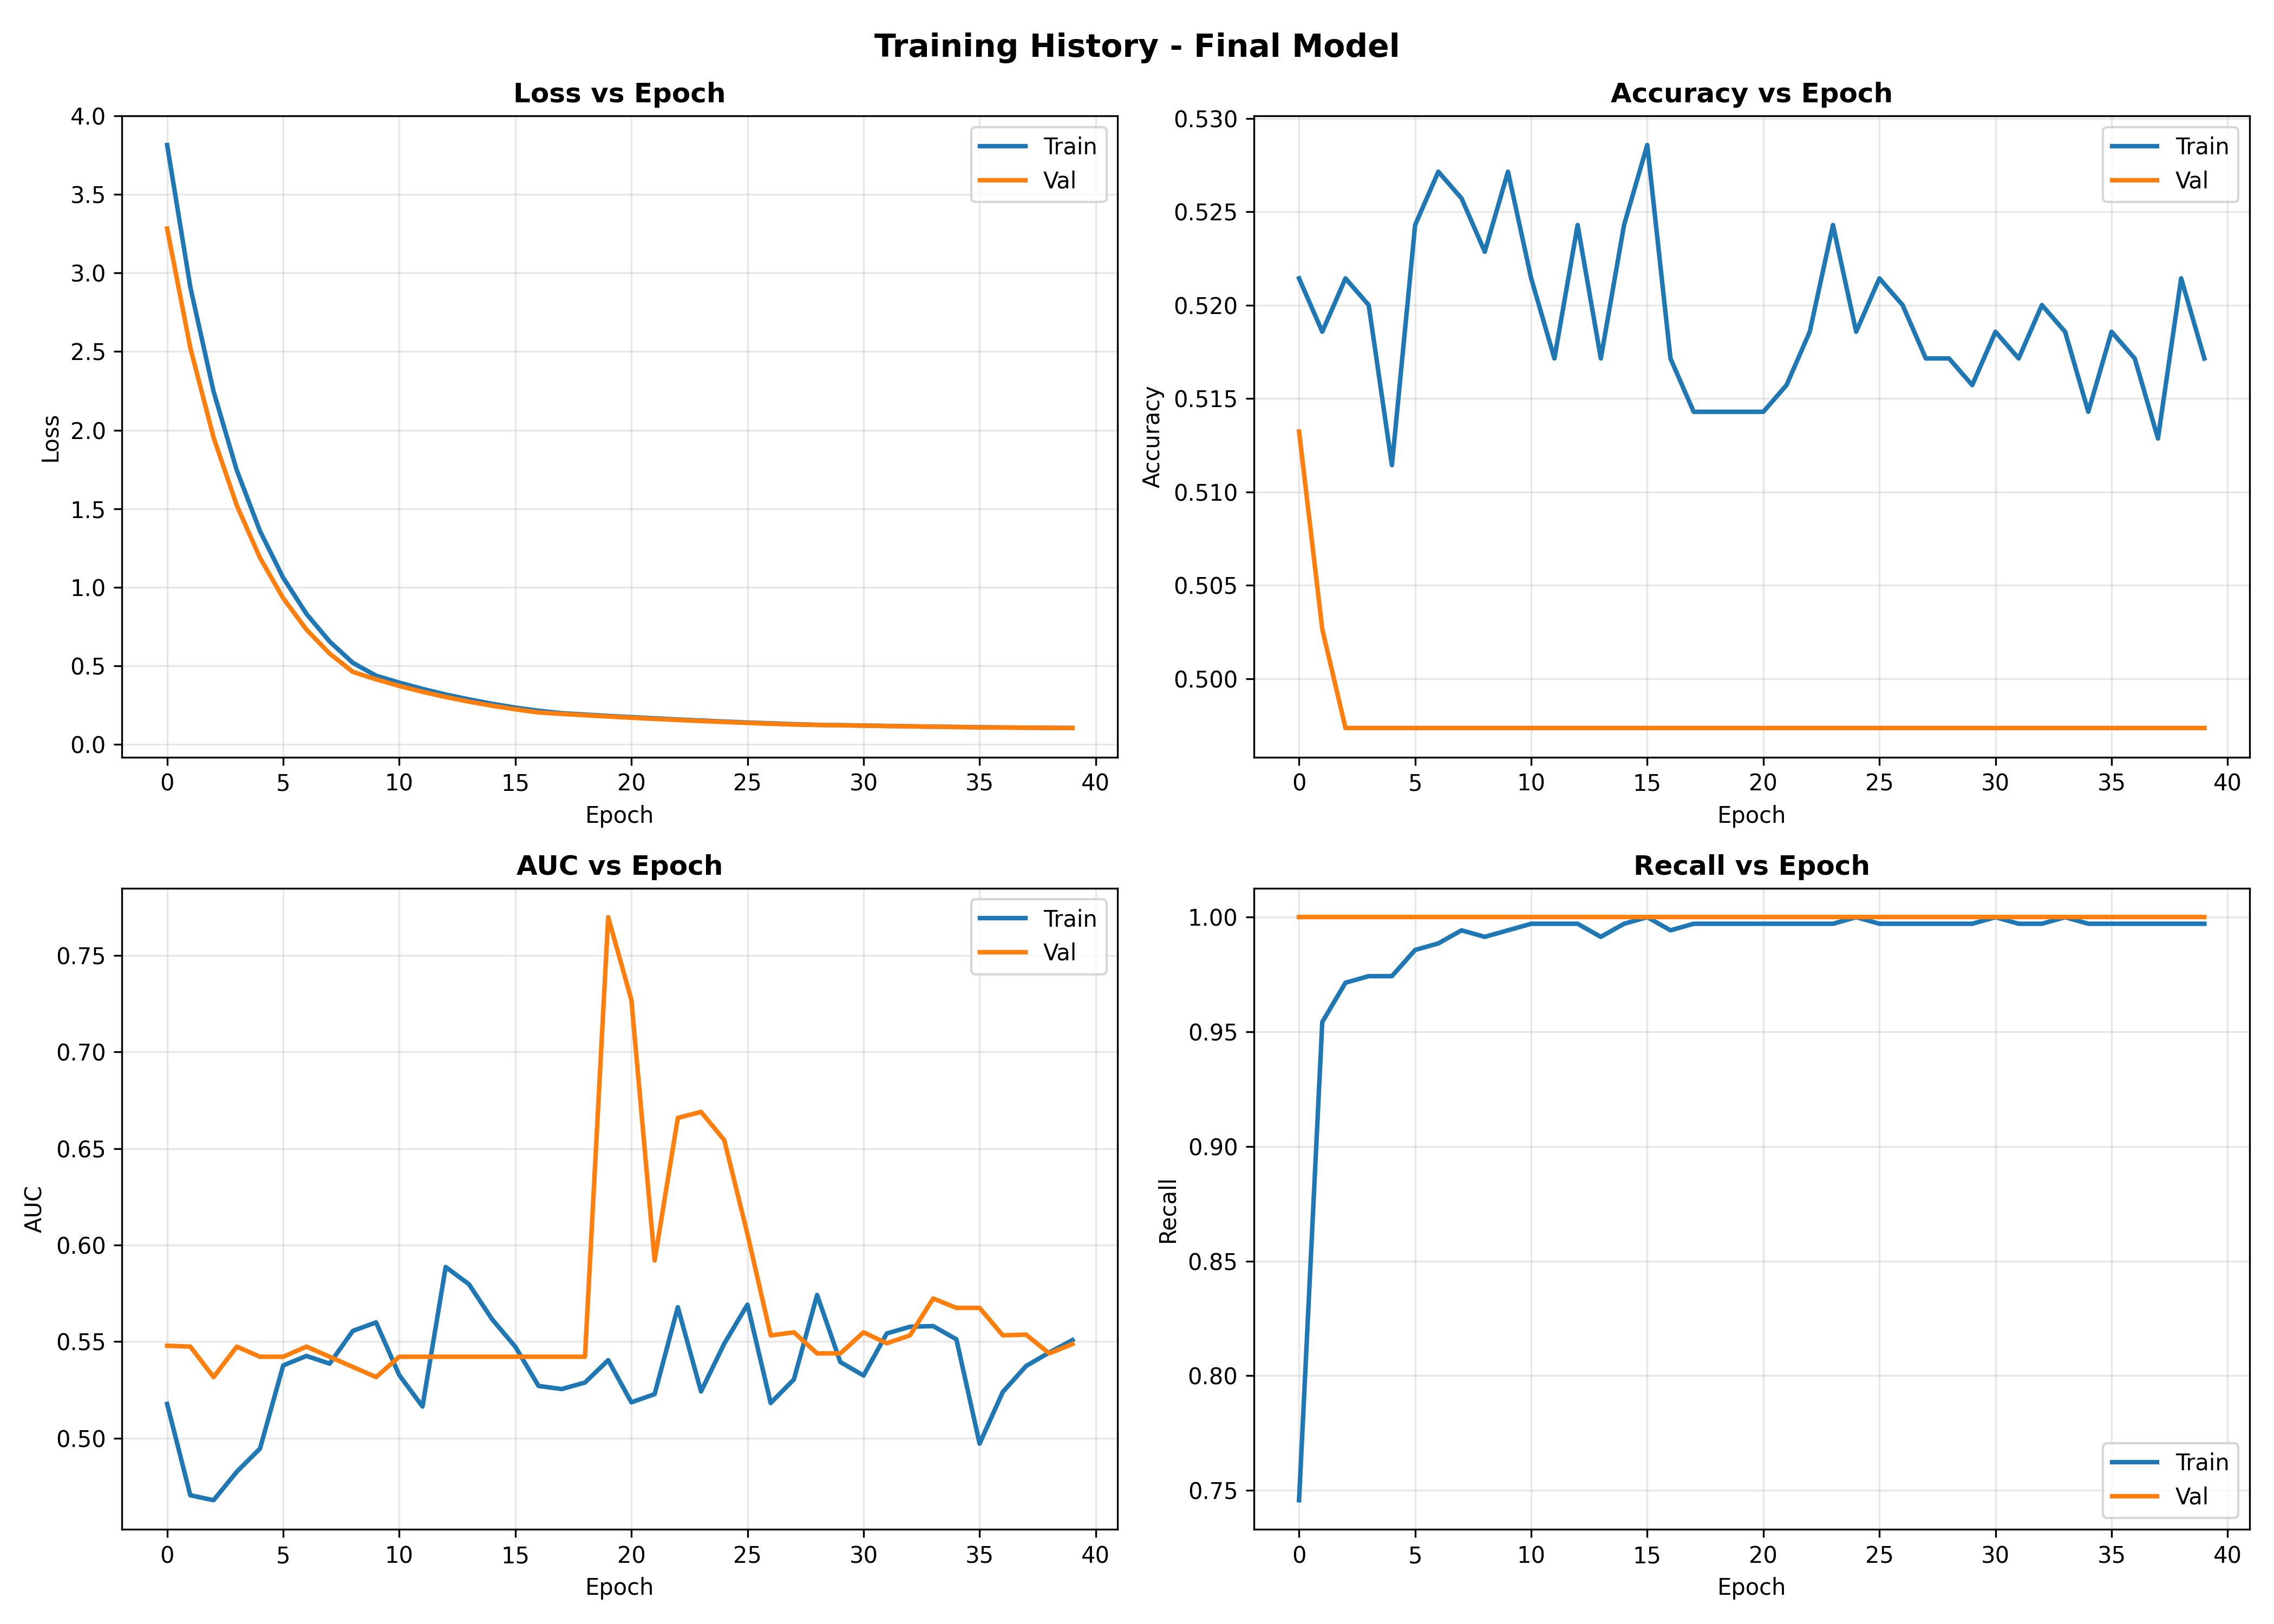 Training History - Final Model
Loss vs Epoch
4.0
3.5
3.0
2.5
2.0
1.5
1.0
0.5
0.0
Loss
0 5 10 15 20 25 30 35 40
Epoch
Train
Val
Accuracy vs Epoch
0.530
0.525
0.520
0.515
0.510
0.505
0.500
Accuracy
0 5 10 15 20 25 30 35 40
Epoch
Train
Val
AUC vs Epoch
0.75
0.70
0.65
0.60
0.55
0.50
AUC
0 5 10 15 20 25 30 35 40
Epoch
Train
Val
Recall vs Epoch
1.00
0.95
0.90
0.85
0.80
0.75
Recall
0 5 10 15 20 25 30 35 40
Epoch
Train
Val